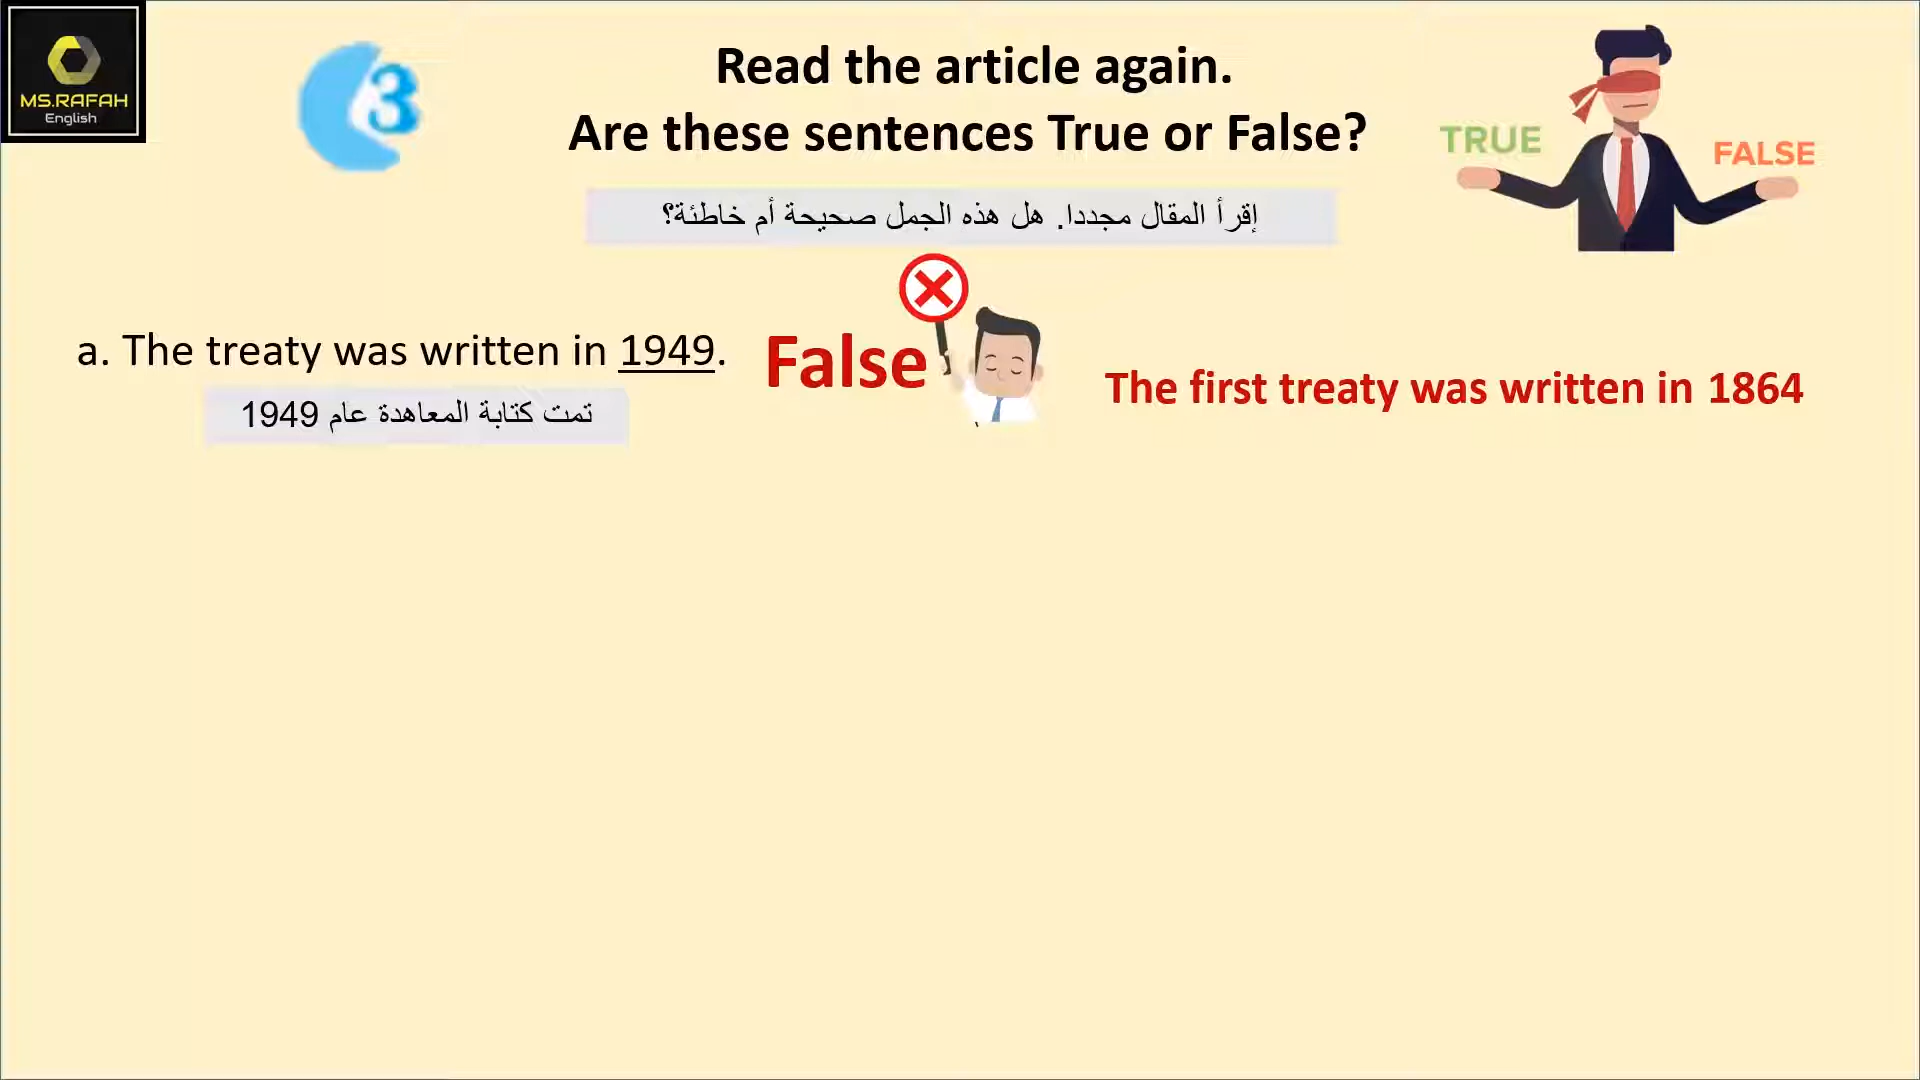 MS.RAFAH
English
3
Read the article again.
Are these sentences True or False?
TRUE
FALSE
إقرأ المقال مجددا. هل هذه الجمل صحيحة أم خاطئة؟
a. The treaty was written in 1949.
False
The first treaty was written in 1864
تمت كتابة المعاهدة عام 1949